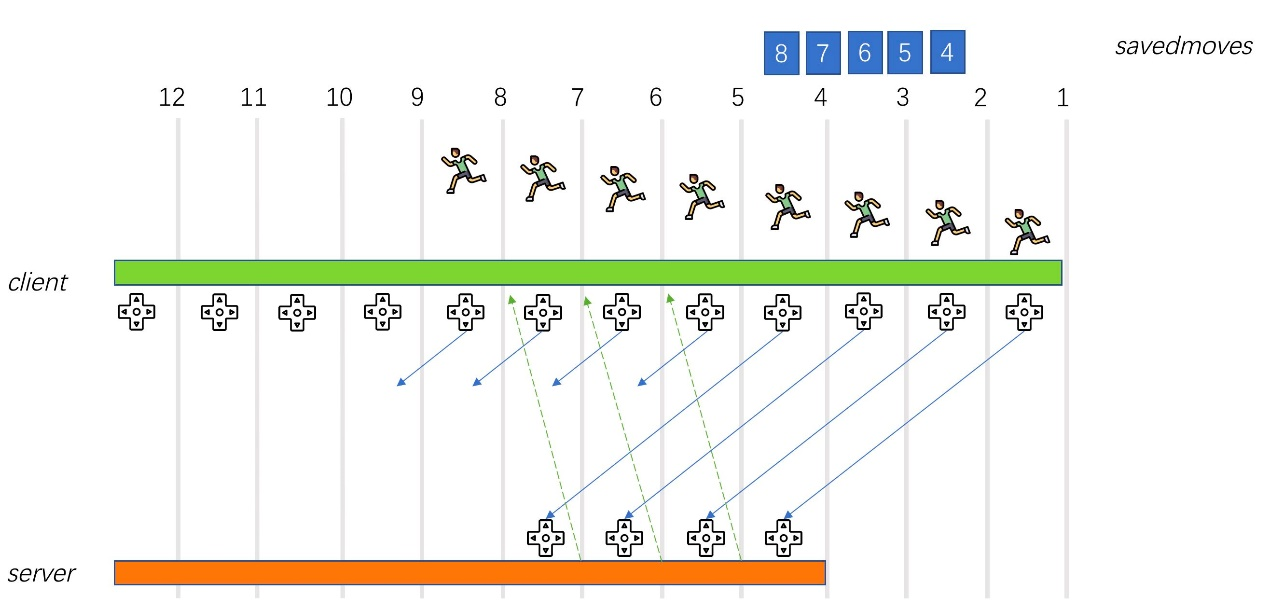 8 7 6 5 4
savedmoves
12 11 10 9 8 7 6 5 4 3 2 1
client
server